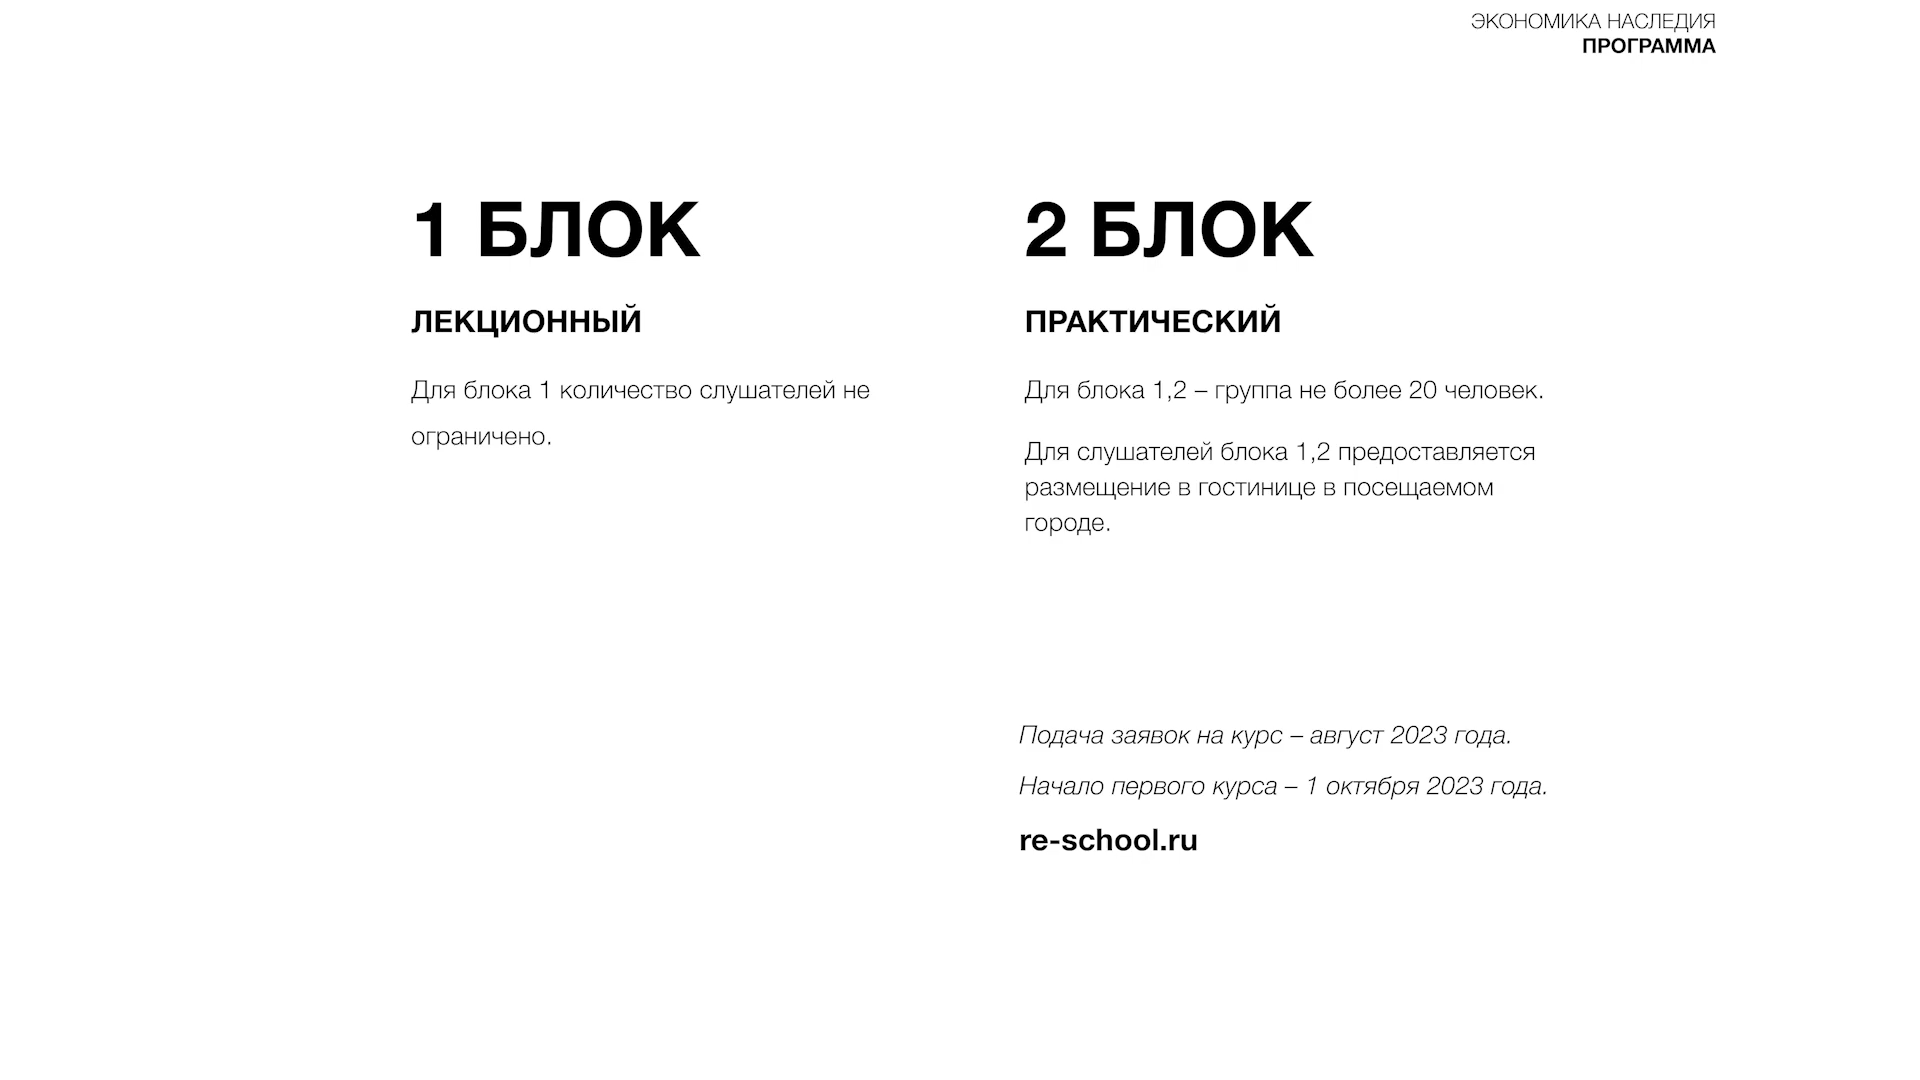 ЭКОНОМИКА НАСЛЕДИЯ
ПРОГРАММА
1 БЛОК
ЛЕКЦИОННЫЙ
Для блока 1 количество слушателей не
ограничено.
2 БЛОК
ПРАКТИЧЕСКИЙ
Для блока 1,2 – группа не более 20 человек.
Для слушателей блока 1,2 предоставляется
размещение в гостинице в посещаемом
городе.
Подача заявок на курс – август 2023 года.
Начало первого курса – 1 октября 2023 года.
re-school.ru